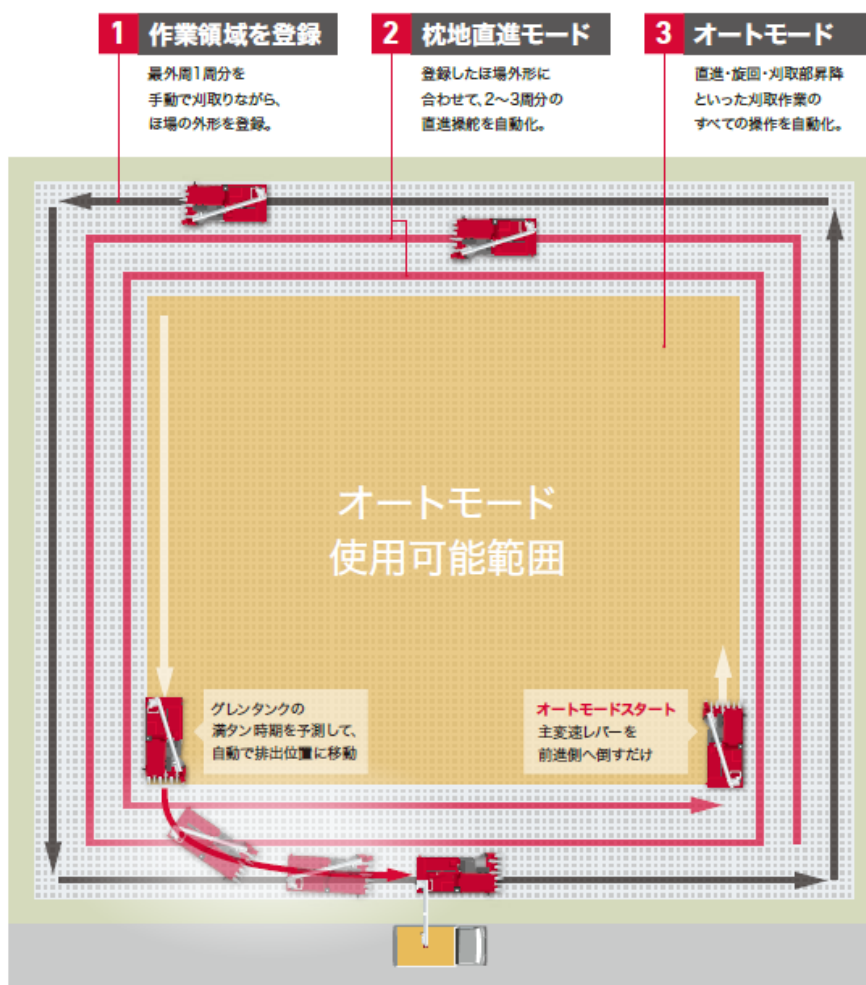 1 作業領域を登録
最外周1周分を
手動で刈取りながら、
ほ場の外形を登録。
2 枕地直進モード
登録したほ場外形に
合わせて、2〜3周分の
直進操舵を自動化。
3 オートモード
直進・旋回・刈取部昇降
といった刈取作業の
すべての操作を自動化。
オートモード
使用可能範囲
グレンタンクの
満タン時期を予測して、
自動で排出位置に移動
オートモードスタート
主変速レバーを
前進側へ倒すだけ